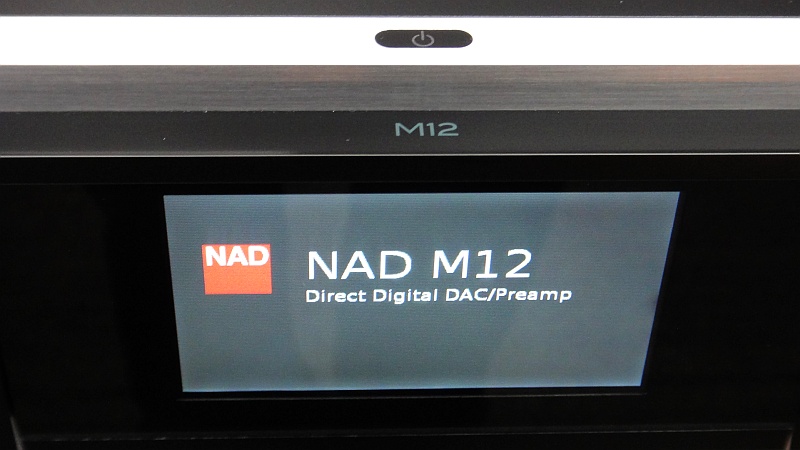 M12
NAD
NAD M12
Direct Digital DAC/Preamp